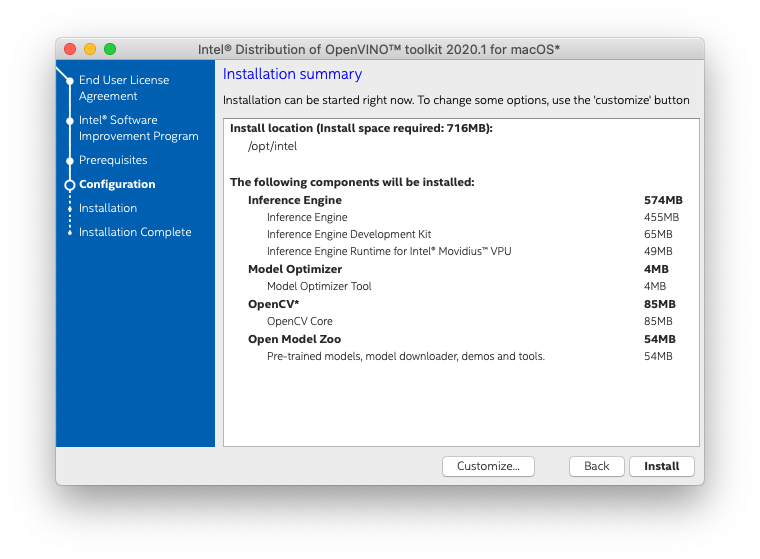 Intel® Distribution of OpenVINO™ toolkit 2020.1 for macOS*
End User License
Agreement
Intel® Software
Improvement Program
Prerequisites
Configuration
Installation
Installation Complete
Installation summary
Installation can be started right now. To change some options, use the 'customize' button
Install location (Install space required: 716MB):
/opt/intel
The following components will be installed:
Inference Engine 574MB
Inference Engine 455MB
Inference Engine Development Kit 65MB
Inference Engine Runtime for Intel® Movidius™ VPU 49MB
Model Optimizer 4MB
Model Optimizer Tool 4MB
OpenCV* 85MB
OpenCV Core 85MB
Open Model Zoo 54MB
Pre-trained models, model downloader, demos and tools. 54MB
Customize... Back Install